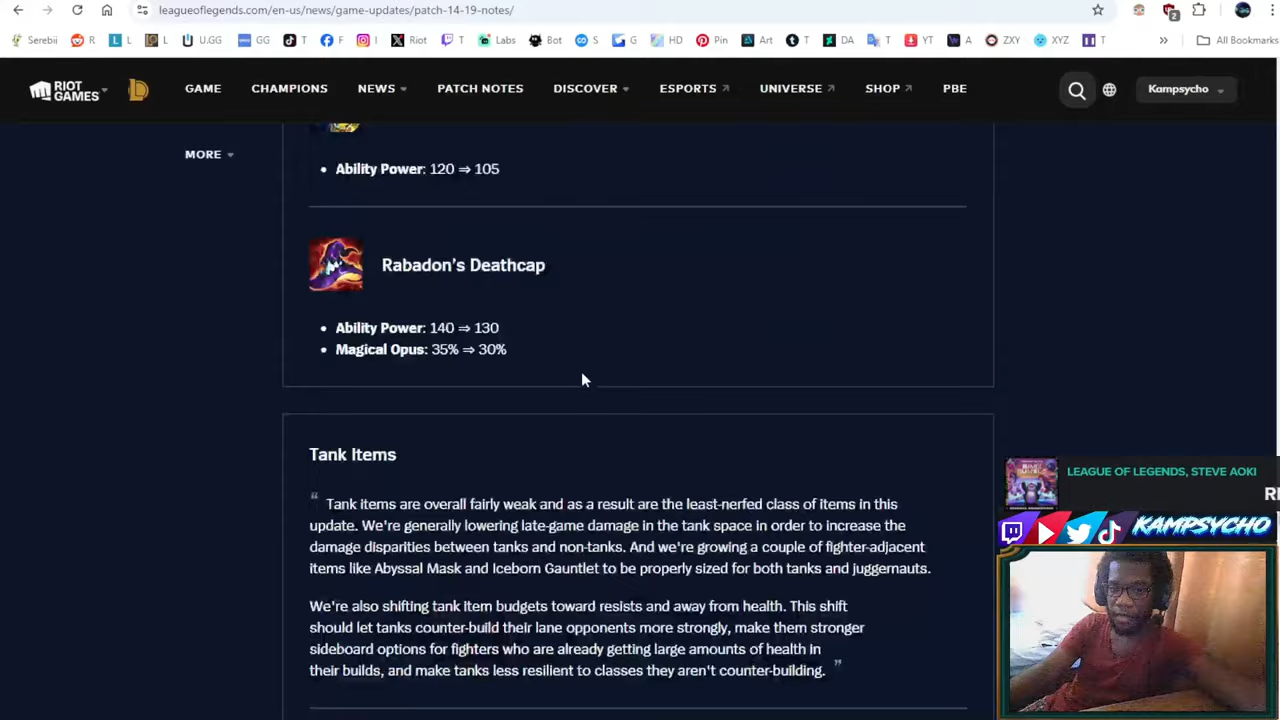 leagueoflegends.com/en-us/news/game-updates/patch-14-19-notes/
Serebii R L L U.GG GG T F I Riot T Labs Bot S G HD Pin Art T DA T YT A ZXY XYZ T » All Bookmarks
RIOT GAMES GAME CHAMPIONS NEWS PATCH NOTES DISCOVER ESPORTS UNIVERSE SHOP PBE Kampsycho
MORE
• Ability Power: 120 ⇒ 105
Rabadon's Deathcap
• Ability Power: 140 ⇒ 130
• Magical Opus: 35% ⇒ 30%
Tank Items
“ Tank items are overall fairly weak and as a result are the least-nerfed class of items in this
update. We're generally lowering late-game damage in the tank space in order to increase the
damage disparities between tanks and non-tanks. And we're growing a couple of fighter-adjacent
items like Abyssal Mask and Iceborn Gauntlet to be properly sized for both tanks and juggernauts.
We're also shifting tank item budgets toward resists and away from health. This shift
should let tanks counter-build their lane opponents more strongly, make them stronger
sideboard options for fighters who are already getting large amounts of health in
their builds, and make tanks less resilient to classes they aren't counter-building. ”
LEAGUE OF LEGENDS, STEVE AOKI
KAMPSYCHO